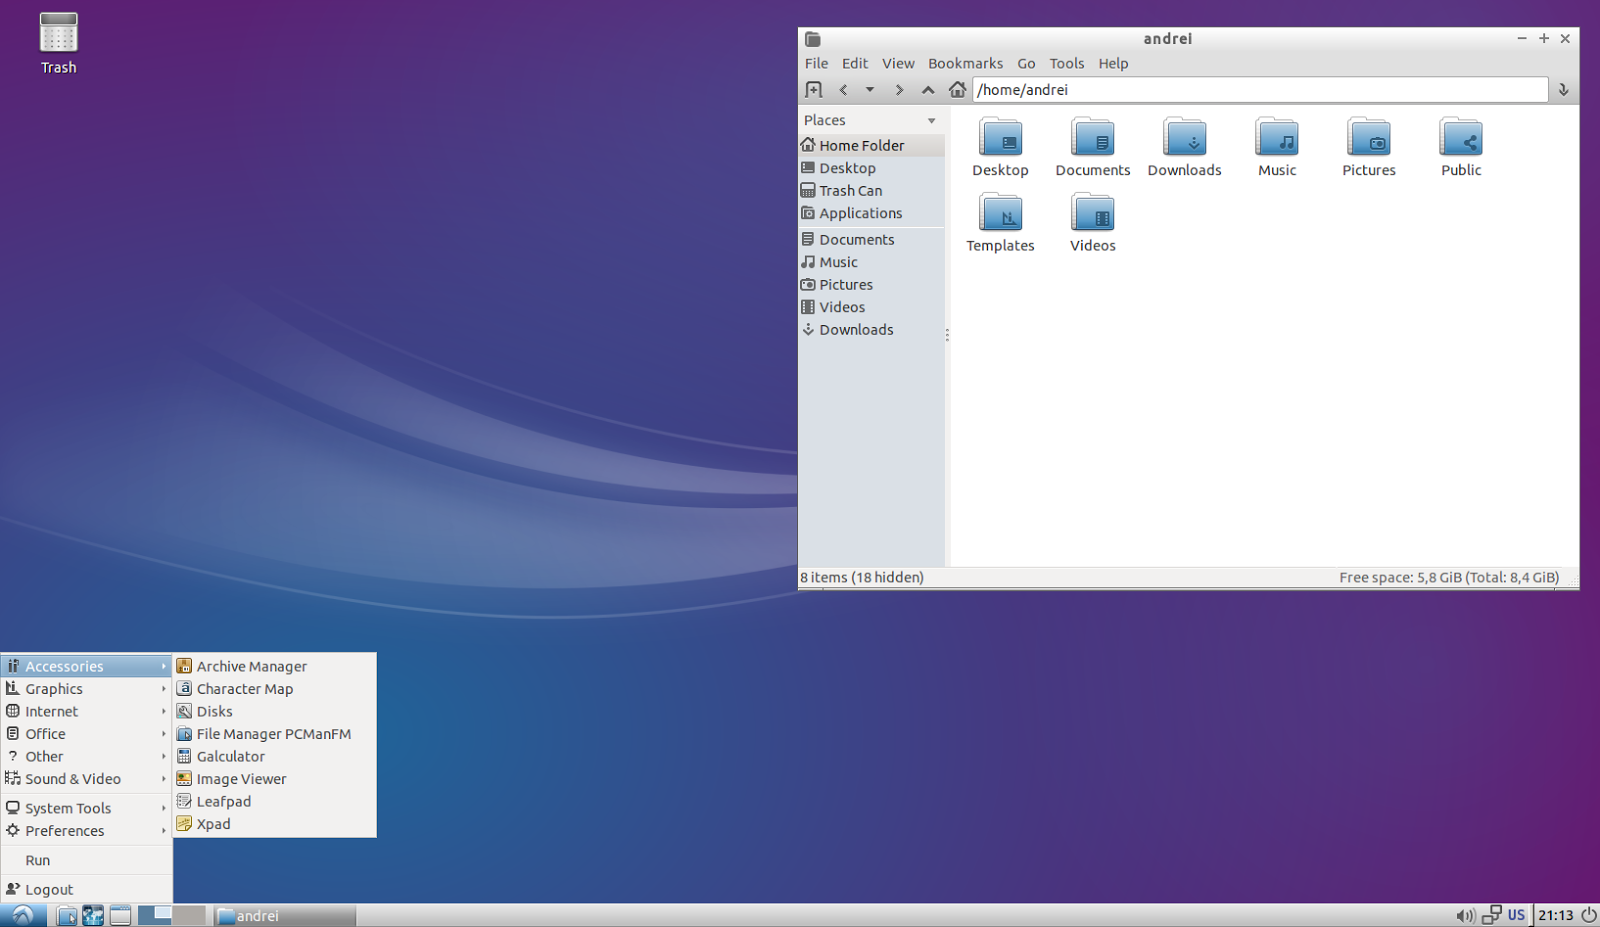 Trash
andrei
File Edit View Bookmarks Go Tools Help
/home/andrei
Places
Home Folder
Desktop
Trash Can
Applications
Documents
Music
Pictures
Videos
Downloads
Desktop Documents Downloads Music Pictures Public
Templates Videos
8 items (18 hidden) Free space: 5,8 GiB (Total: 8,4 GiB)
Accessories
Graphics
Internet
Office
Other
Sound & Video
System Tools
Preferences
Run
Logout
Archive Manager
Character Map
Disks
File Manager PCManFM
Galculator
Image Viewer
Leafpad
Xpad
andrei US 21:13